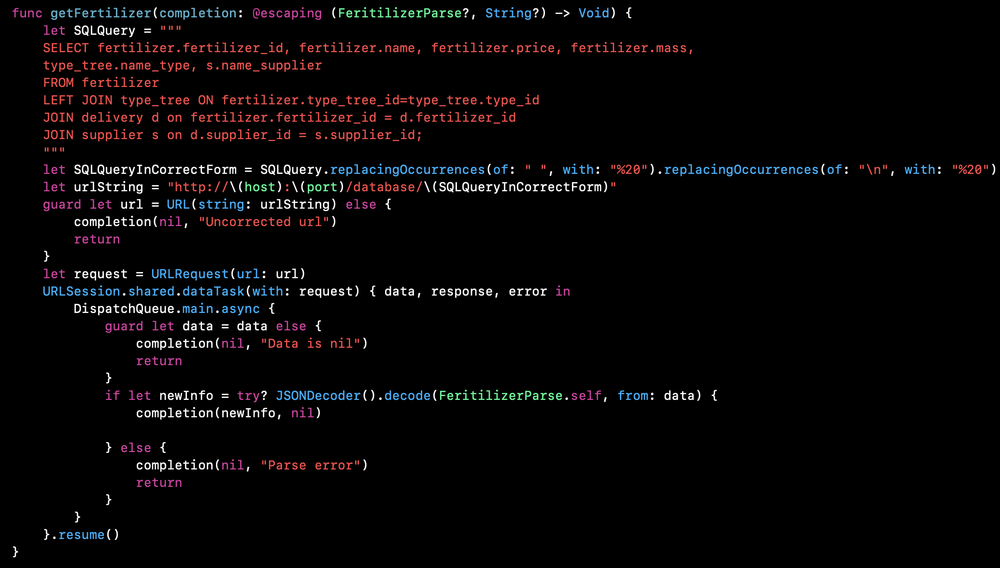 func getFertilizer(completion: @escaping (FeritilizerParse?, String?) -> Void) {
    let SQLQuery = """
    SELECT fertilizer.fertilizer_id, fertilizer.name, fertilizer.price, fertilizer.mass,
    type_tree.name_type, s.name_supplier
    FROM fertilizer
    LEFT JOIN type_tree ON fertilizer.type_tree_id=type_tree.type_id
    JOIN delivery d on fertilizer.fertilizer_id = d.fertilizer_id
    JOIN supplier s on d.supplier_id = s.supplier_id;
    """
    let SQLQueryInCorrectForm = SQLQuery.replacingOccurrences(of: " ", with: "%20").replacingOccurrences(of: "\n", with: "%20")
    let urlString = "http://\(host):\(port)/database/\(SQLQueryInCorrectForm)"
    guard let url = URL(string: urlString) else {
        completion(nil, "Uncorrected url")
        return
    }
    let request = URLRequest(url: url)
    URLSession.shared.dataTask(with: request) { data, response, error in
        DispatchQueue.main.async {
            guard let data = data else {
                completion(nil, "Data is nil")
                return
            }
            if let newInfo = try? JSONDecoder().decode(FeritilizerParse.self, from: data) {
                completion(newInfo, nil)

            } else {
                completion(nil, "Parse error")
                return
            }
        }
    }.resume()
}